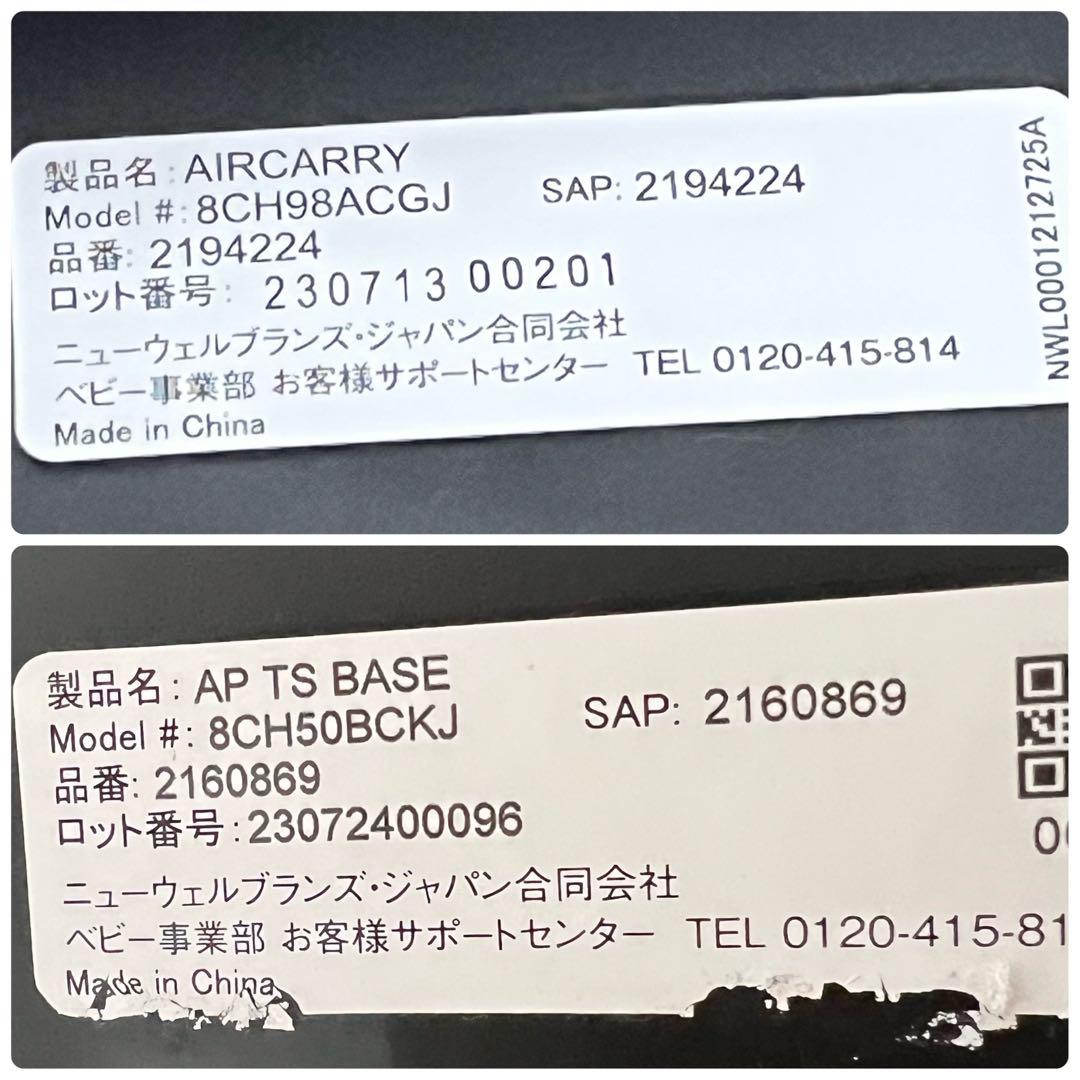 製品名:AIRCARRY
Model #:8CH98ACGJ SAP: 2194224
品番: 2194224
ロット番号: 230713 00201
ニューウェルブランズ・ジャパン合同会社
ベビー事業部 お客様サポートセンター TEL 0120-415-814
Made in China
NWL0001212725A
製品名: AP TS BASE
Model #: 8CH50BCKJ SAP: 2160869
品番: 2160869
ロット番号:23072400096
ニューウェルブランズ・ジャパン合同会社
ベビー事業部 お客様サポートセンター TEL 0120-415-81
Made in China